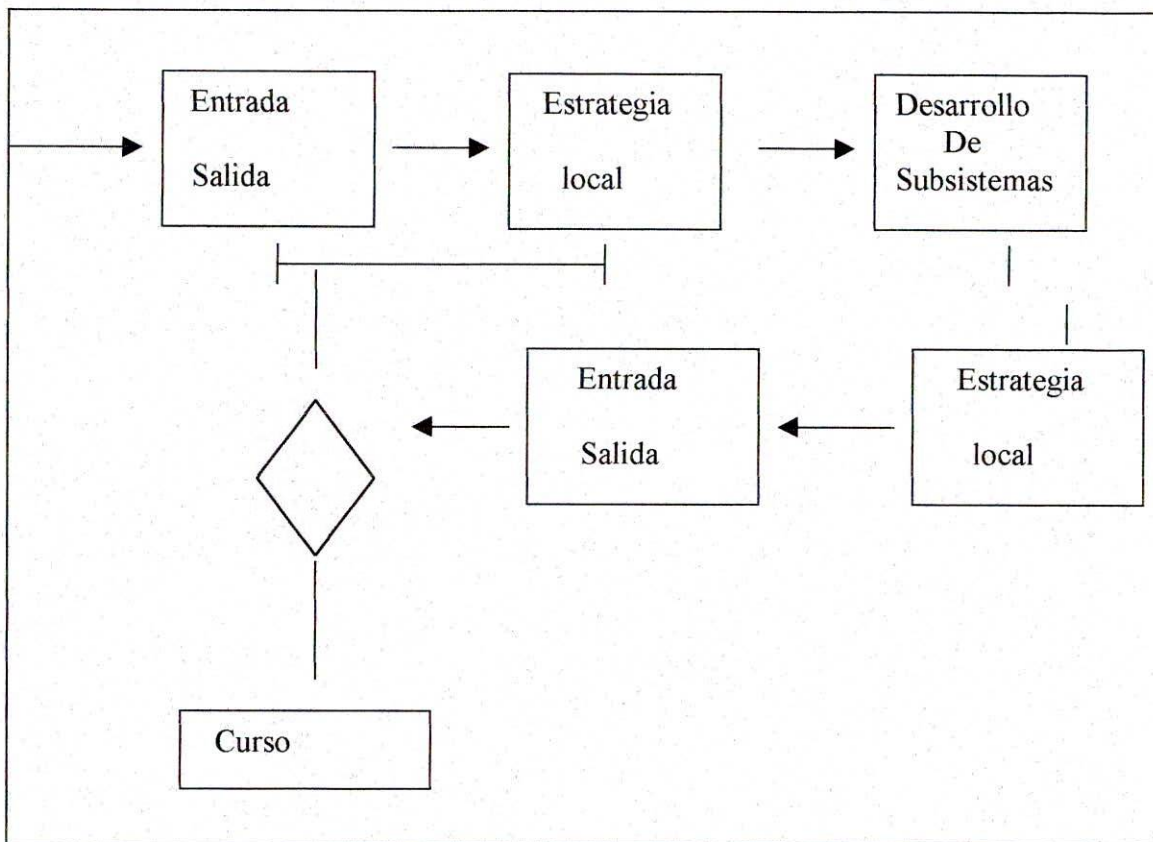 Entrada
Salida
Estrategia
local
Desarrollo
De
Subsistemas
Entrada
Salida
Estrategia
local
Curso